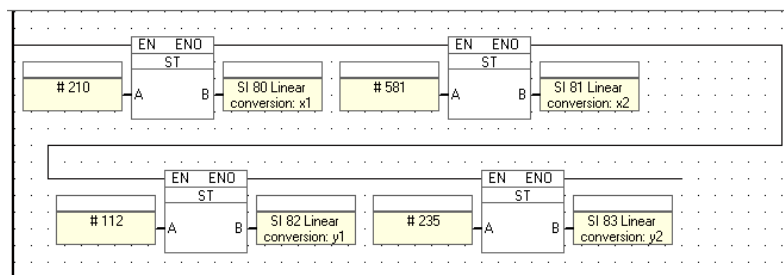 EN ENO EN ENO
ST ST
# 210 A B SI 80 Linear conversion: x1 # 581 A B SI 81 Linear conversion: x2
EN ENO EN ENO
ST ST
# 112 A B SI 82 Linear conversion: y1 # 235 A B SI 83 Linear conversion: y2